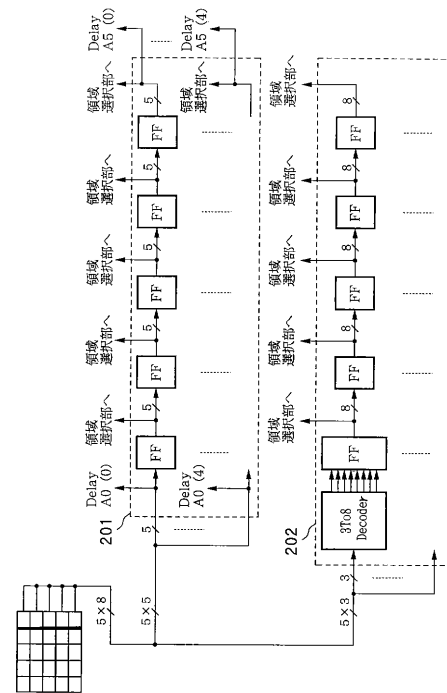 Delay
A5 (0)
Delay
A5 (4)
領域
選択部へ
領域
選択部へ
5
FF
5
領域
選択部へ
FF
5
領域
選択部へ
FF
5
領域
選択部へ
FF
5
領域
選択部へ
FF
Delay
A0 (0)
Delay
A0 (4)
201
5
5×5
5×8
領域
選択部へ
8
FF
領域
選択部へ
8
FF
領域
選択部へ
8
FF
領域
選択部へ
8
FF
領域
選択部へ
8
FF
3To8
Decoder
202
3
5×3